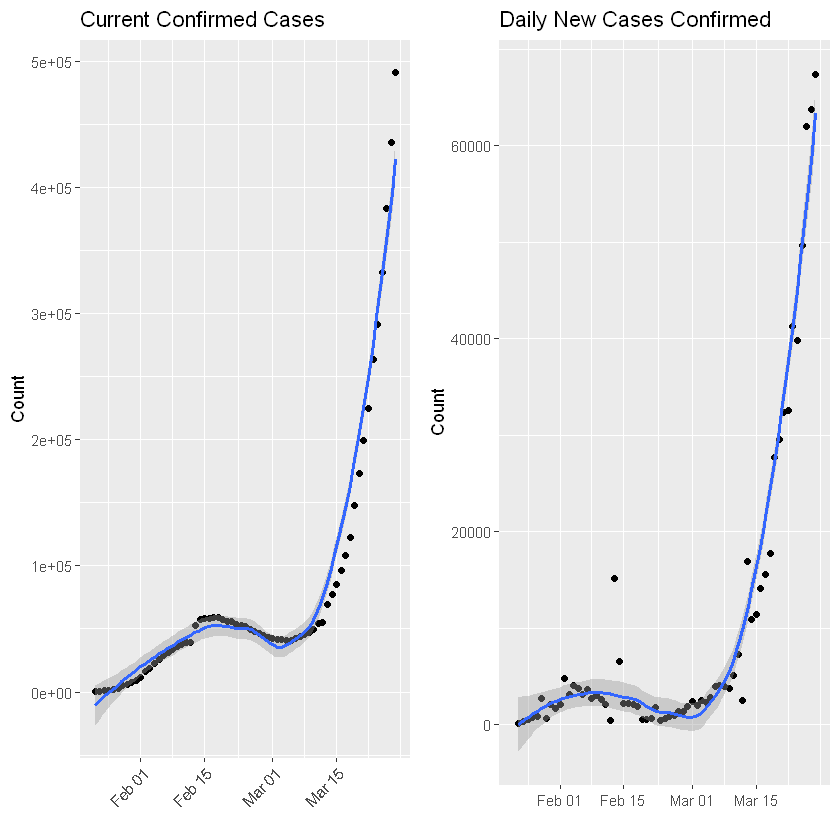 Current Confirmed Cases
Count
5e+05
4e+05
3e+05
2e+05
1e+05
0e+00
Feb 01
Feb 15
Mar 01
Mar 15
Daily New Cases Confirmed
Count
60000
40000
20000
0
Feb 01
Feb 15
Mar 01
Mar 15